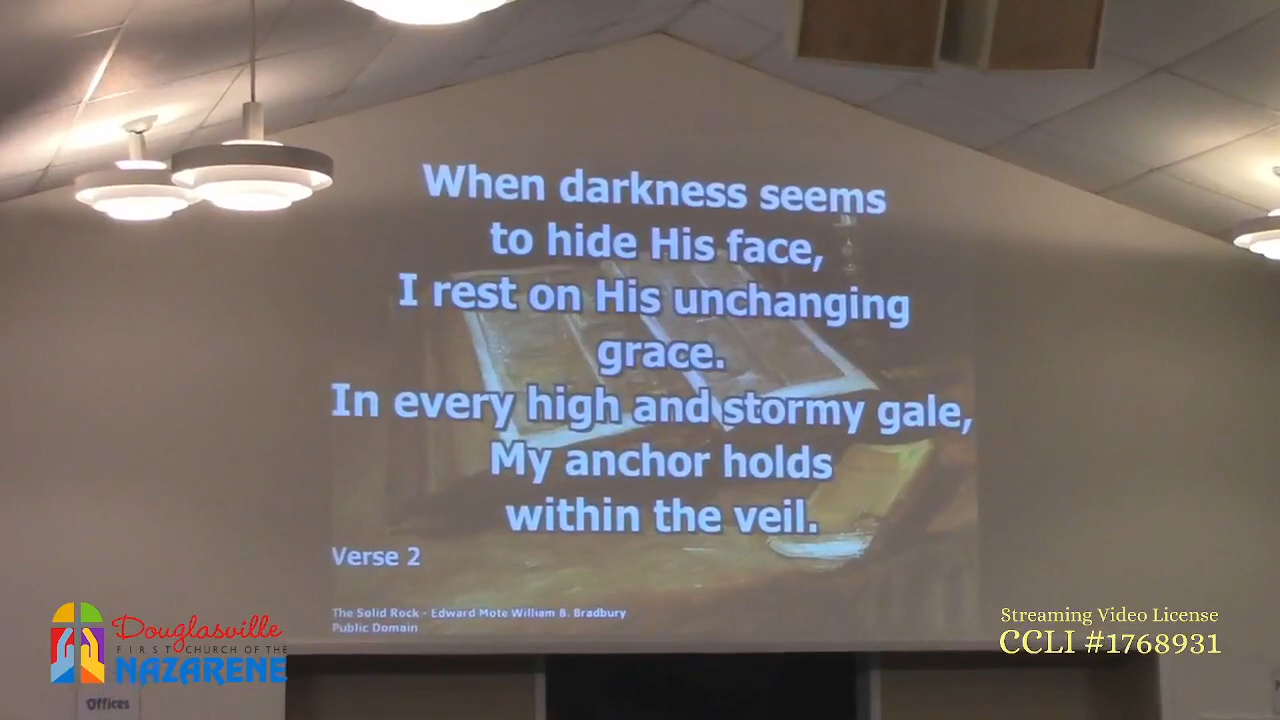 When darkness seems
to hide His face,
I rest on His unchanging
grace.
In every high and stormy gale,
My anchor holds
within the veil.
Verse 2
The Solid Rock - Edward Mote William B. Bradbury
Public Domain
Douglasville
FIRST CHURCH OF THE
NAZARENE
Offices
Streaming Video License
CCLI #1768931